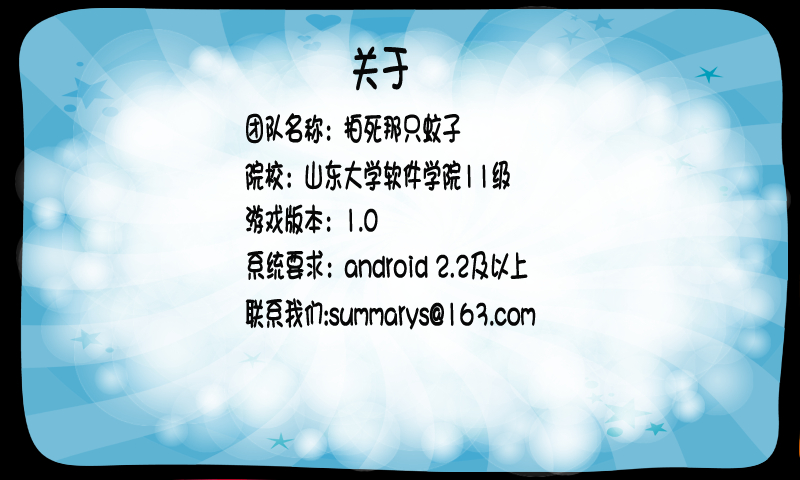 关于
团队名称：拍死那只蚊子
院校：山东大学软件学院11级
游戏版本：1.0
系统要求：android 2.2及以上
联系我们:summarys@163.com